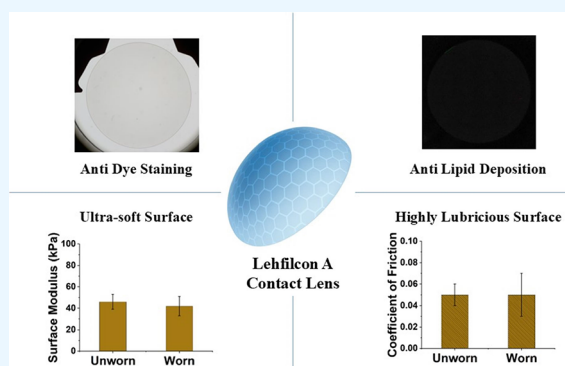 Anti Dye Staining
Anti Lipid Deposition
Ultra-soft Surface
Surface Modulus (kPa)
100
80
60
40
20
0
Unworn Worn
Lehfilcon A
Contact Lens
Highly Lubricious Surface
Coefficient of Friction
0.10
0.08
0.06
0.04
0.02
0.00
Unworn Worn